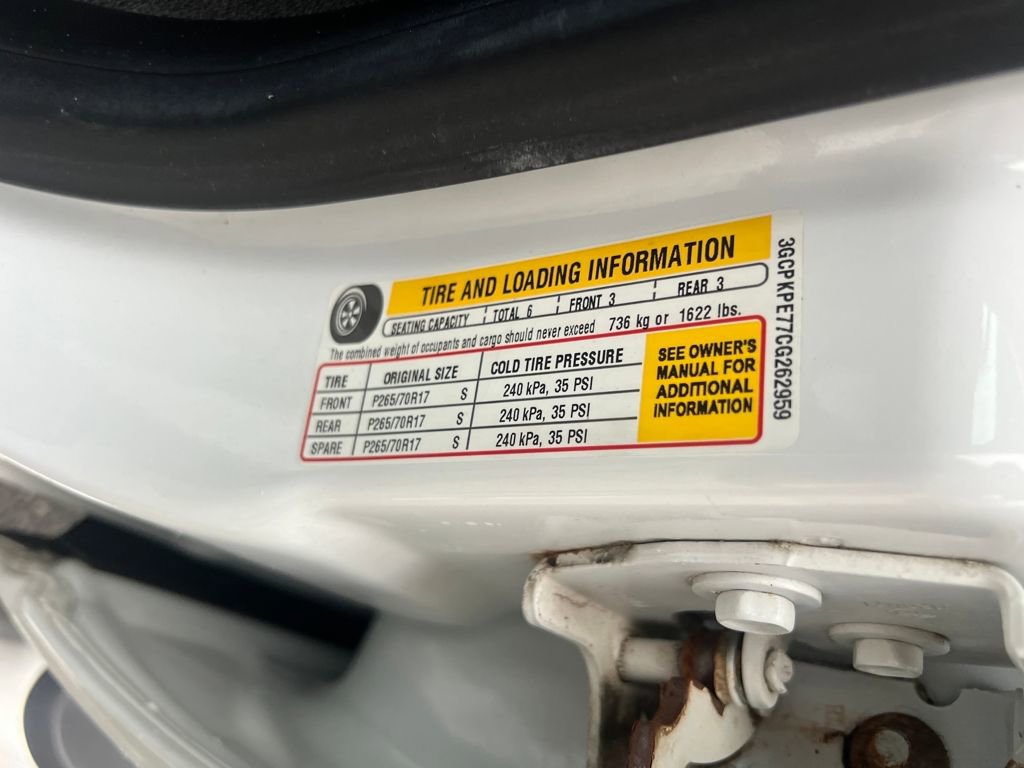 TIRE AND LOADING INFORMATION
SEATING CAPACITY TOTAL 6 FRONT 3 REAR 3
The combined weight of occupants and cargo should never exceed 736 kg or 1622 lbs.
TIRE ORIGINAL SIZE COLD TIRE PRESSURE
FRONT P265/70R17 S 240 kPa, 35 PSI
REAR P265/70R17 S 240 kPa, 35 PSI
SPARE P265/70R17 S 240 kPa, 35 PSI
SEE OWNER'S
MANUAL FOR
ADDITIONAL
INFORMATION
3GCPKPE77CG262959